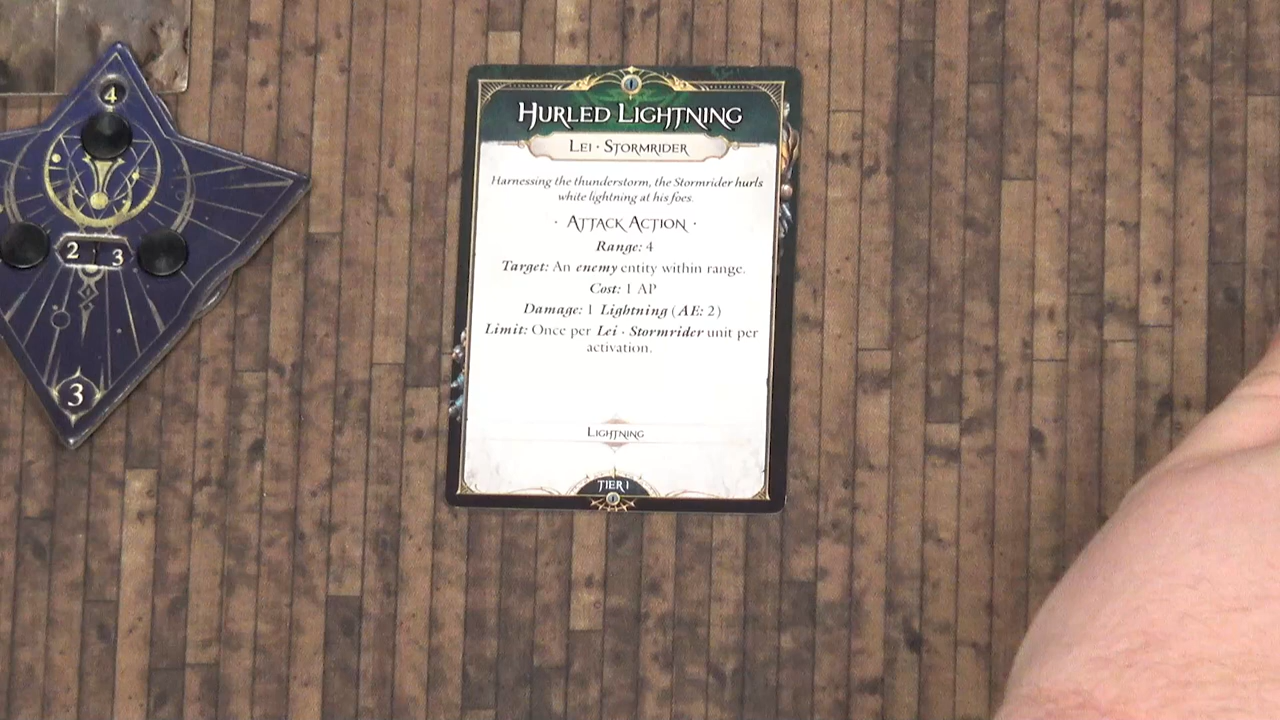 4
2 3
3
HURLED LIGHTNING
LEI · STORMRIDER
Harnessing the thunderstorm, the Stormrider hurls
white lightning at his foes.
· ATTACK ACTION ·
Range: 4
Target: An enemy entity within range.
Cost: 1 AP
Damage: 1 Lightning (AE: 2)
Limit: Once per Lei · Stormrider unit per
activation.
LIGHTNING
TIER 1